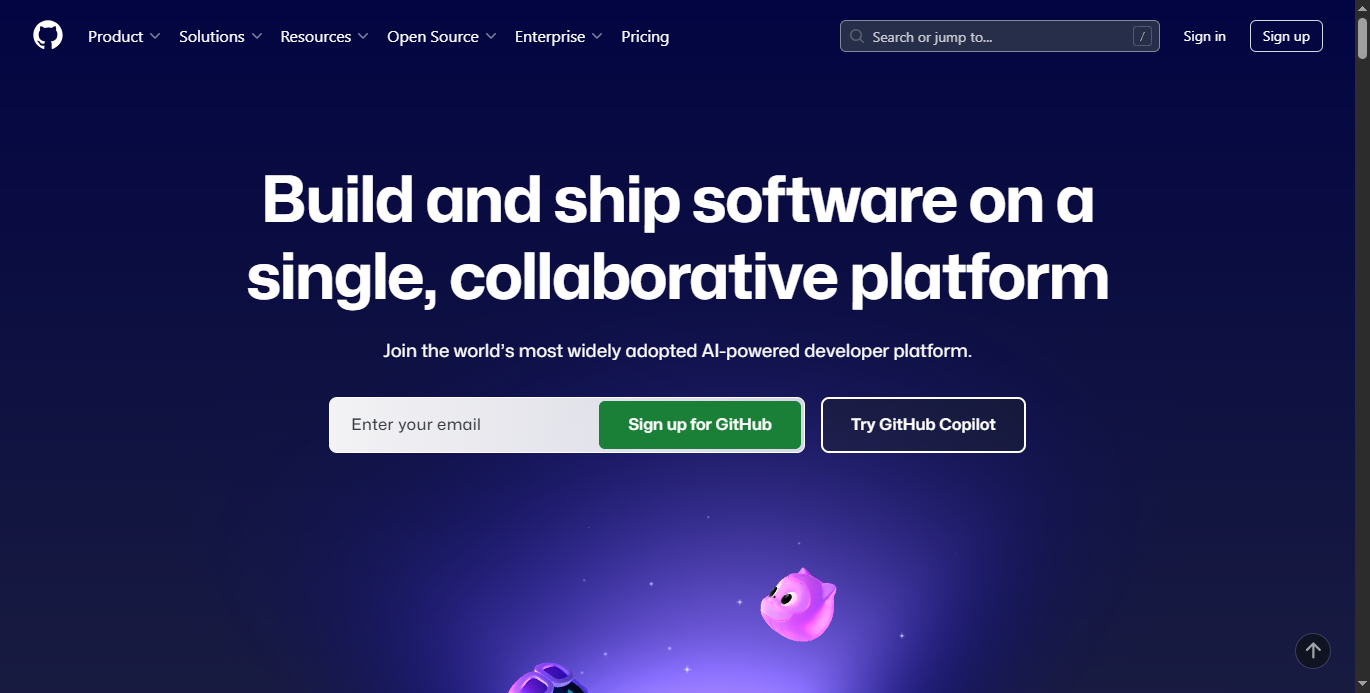 Product Solutions Resources Open Source Enterprise Pricing Search or jump to... / Sign in Sign up
Build and ship software on a
single, collaborative platform
Join the world’s most widely adopted AI-powered developer platform.
Enter your email Sign up for GitHub Try GitHub Copilot